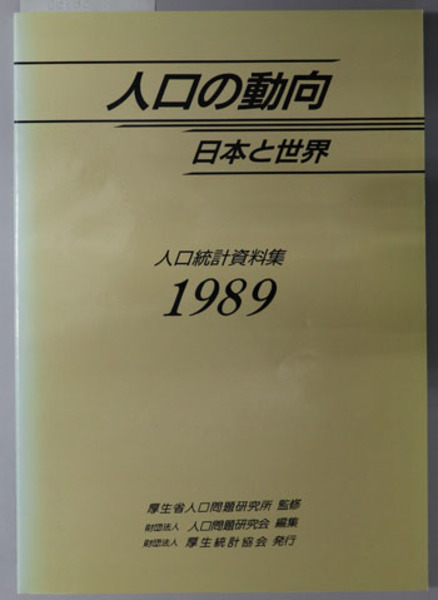 人口の動向
日本と世界
人口統計資料集
1989
厚生省人口問題研究所 監修
財団法人 人口問題研究会 編集
財団法人 厚生統計協会 発行